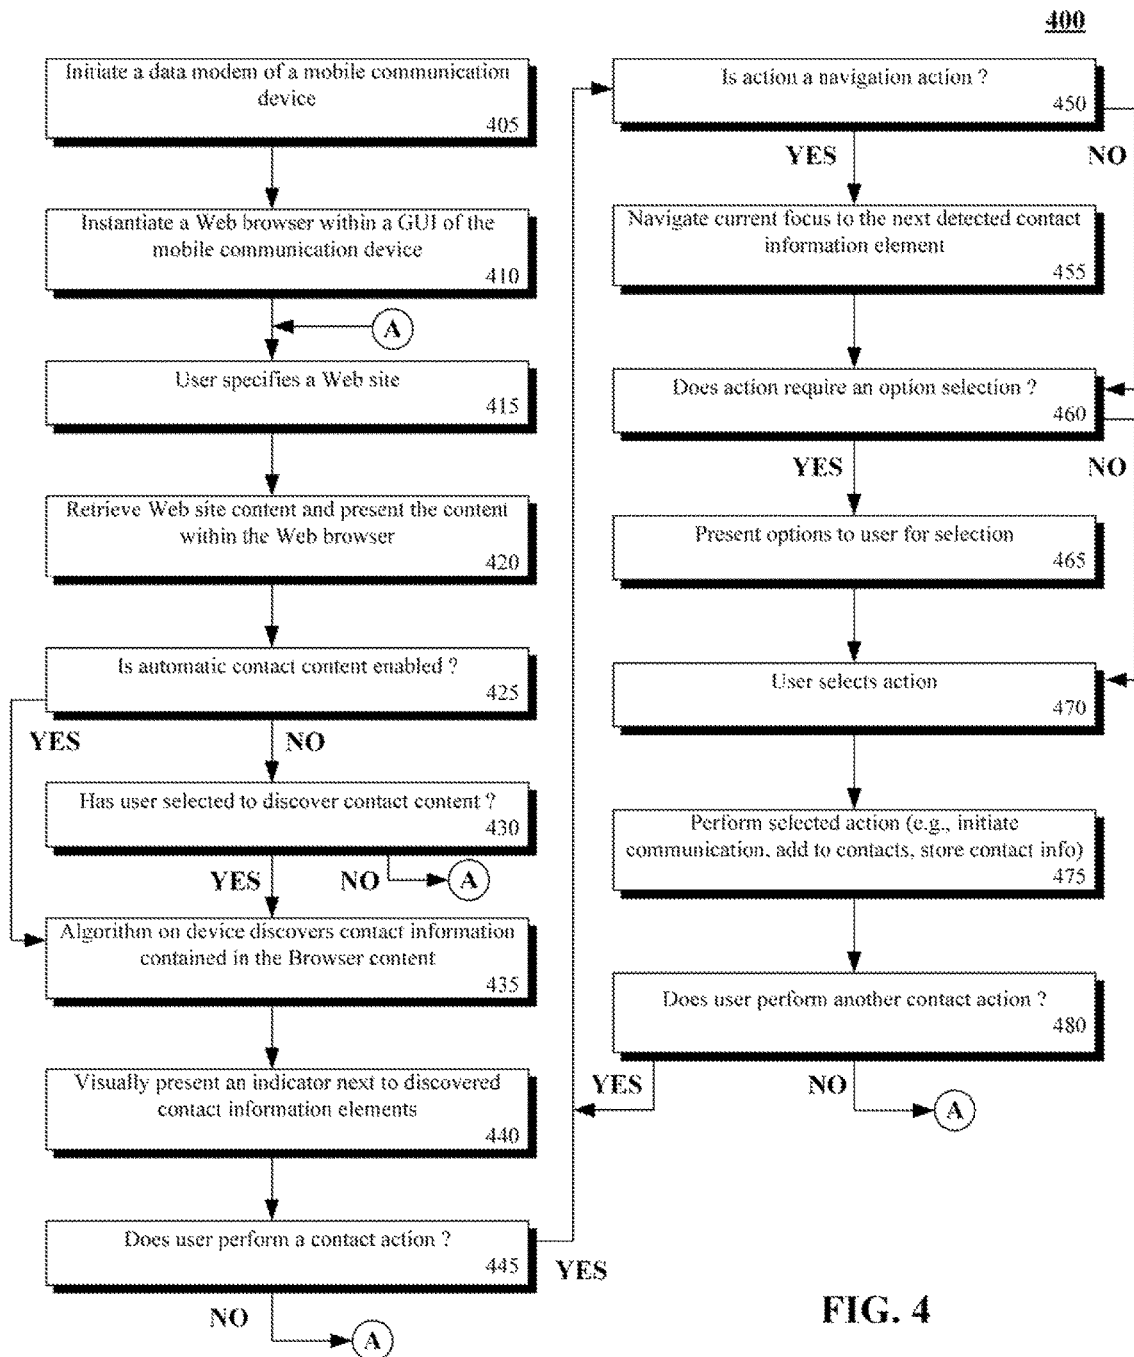 400
Initiate a data modem of a mobile communication
device
405
Instantiate a Web browser within a GUI of the
mobile communication device
410
A
User specifies a Web site
415
Retrieve Web site content and present the content
within the Web browser
420
Is automatic contact content enabled ?
425
YES
NO
Has user selected to discover contact content ?
430
YES
NO
A
Algorithm on device discovers contact information
contained in the Browser content
435
Visually present an indicator next to discovered
contact information elements
440
Does user perform a contact action ?
445
YES
NO
A
Is action a navigation action ?
450
YES
NO
Navigate current focus to the next detected contact
information element
455
Does action require an option selection ?
460
YES
NO
Present options to user for selection
465
User selects action
470
Perform selected action (e.g., initiate
communication, add to contacts, store contact info)
475
Does user perform another contact action ?
480
YES
NO
A
FIG. 4